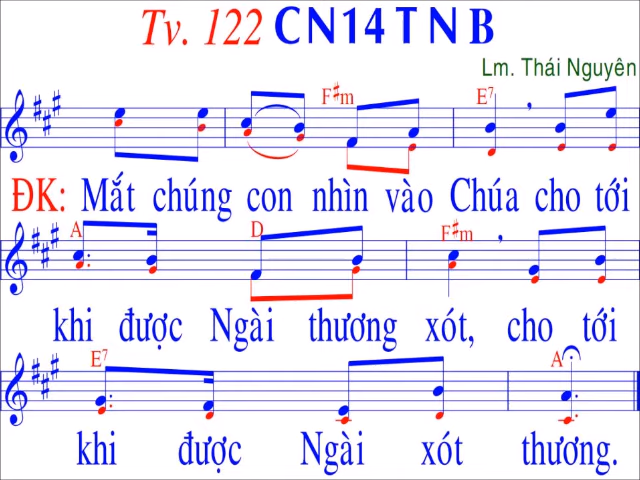 Tv. 122 CN14TNB
Lm. Thái Nguyên
F#m E7
ĐK: Mắt chúng con nhìn vào Chúa cho tới
A D F#m
khi được Ngài thương xót, cho tới
E7 A
khi được Ngài xót thương.